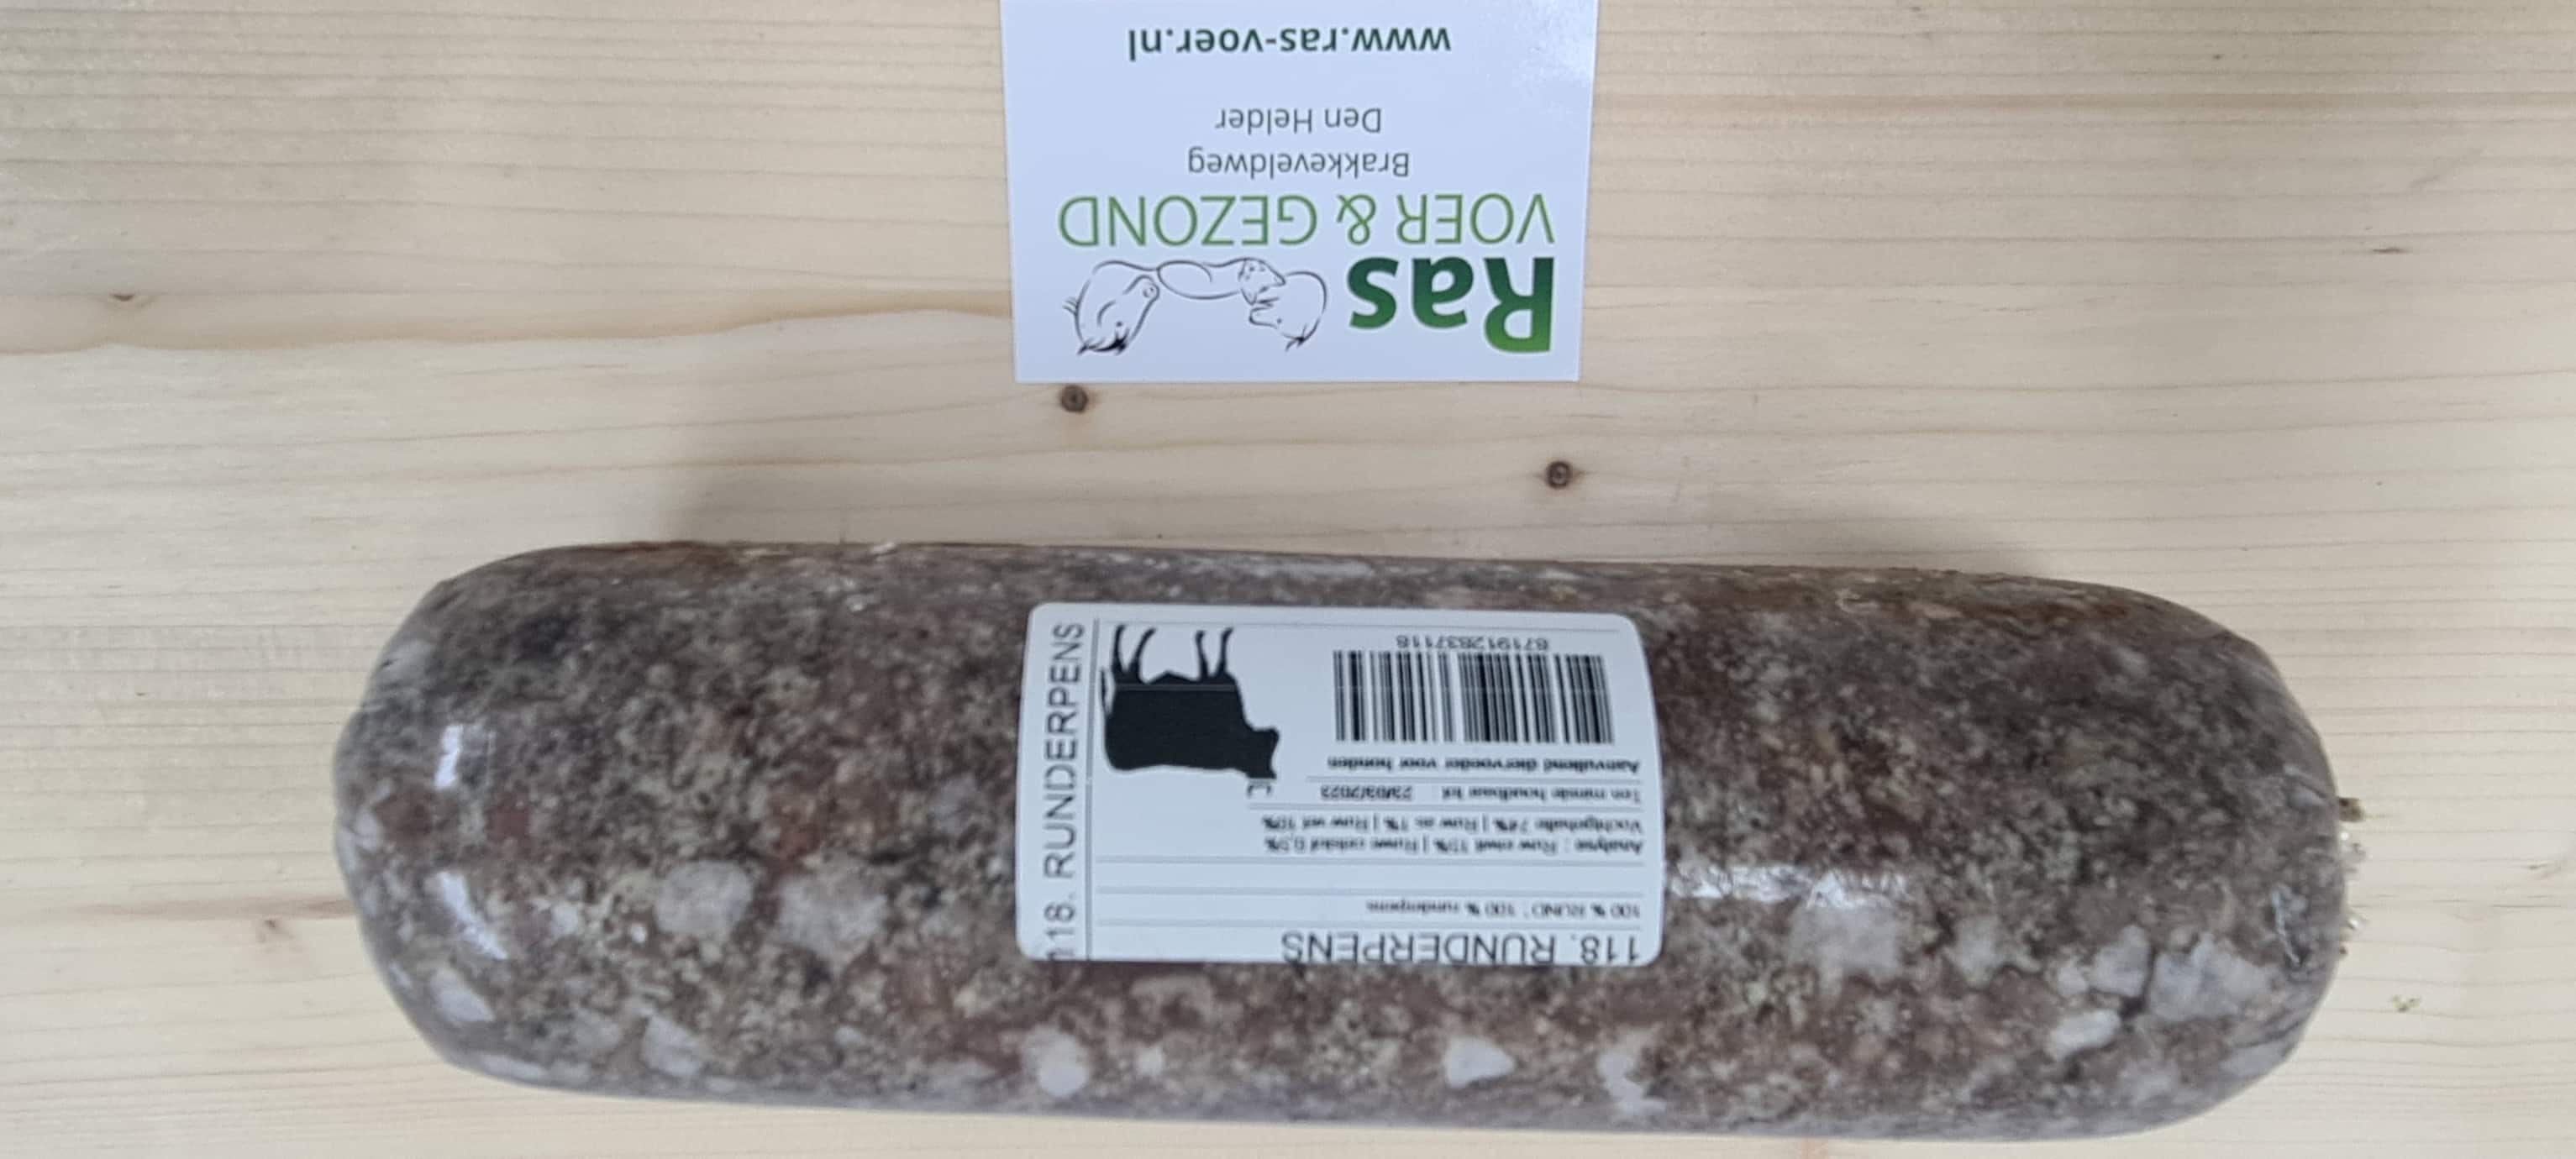 Ras
VOER & GEZOND
Brakkeveldweg
Den Helder
www.ras-voer.nl
118. RUNDERPENS
100 % RUND : 100 % runderpens
Analyse : Ruw eiwit 15% | Ruwe celstof 0,5%
Vochtgehalte 74% | Ruw as 1% | Ruw vet 10%
Ten minste houdbaar tot 23/03/2023
Aanvullend diervoeder voor honden
871912837118
118. RUNDERPENS